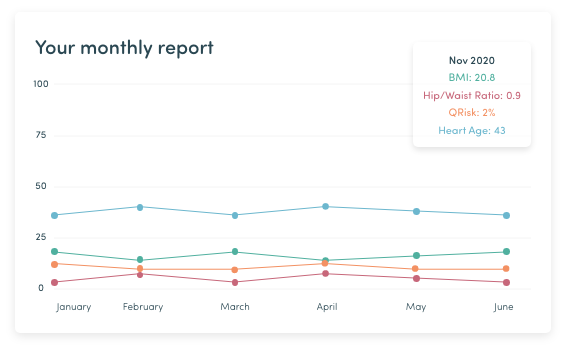 Your monthly report
Nov 2020
BMI: 20.8
Hip/Waist Ratio: 0.9
QRisk: 2%
Heart Age: 43
100
75
50
25
0
January February March April May June